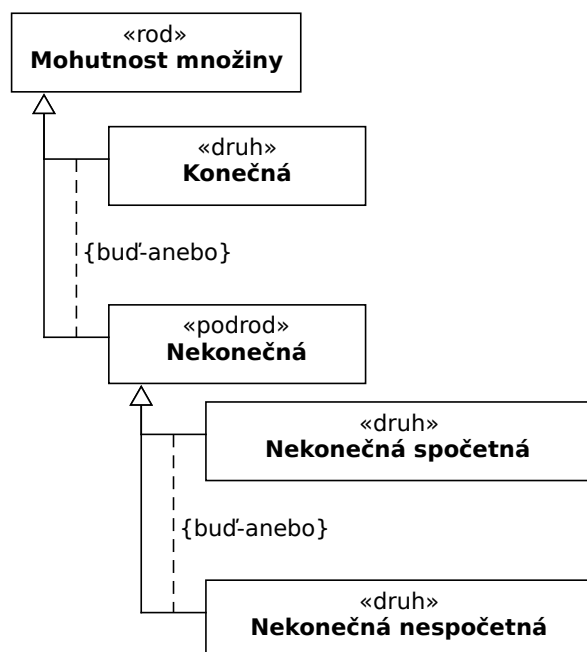 «rod»
Mohutnost množiny
«druh»
Konečná
{buď-anebo}
«podrod»
Nekonečná
«druh»
Nekonečná spočetná
{buď-anebo}
«druh»
Nekonečná nespočetná